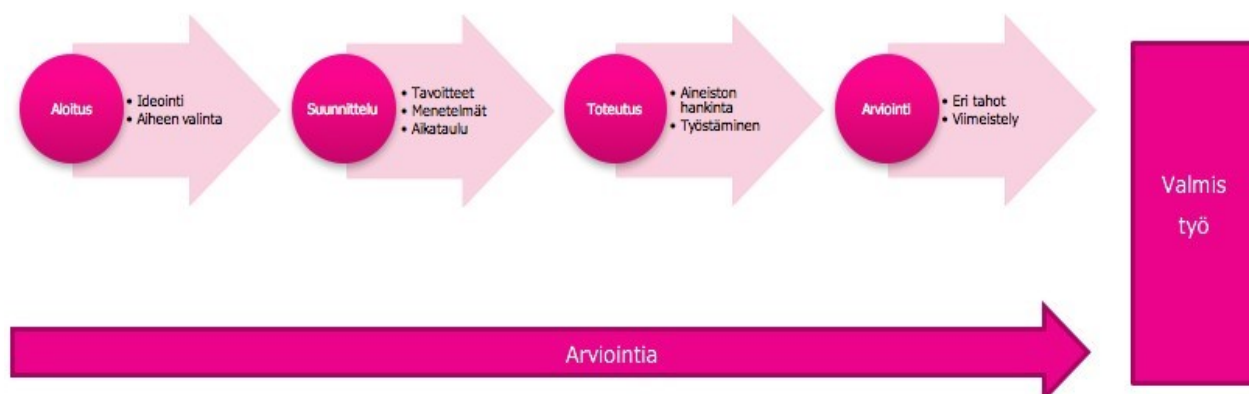 Aloitus
• Ideointi
• Aiheen valinta
Suunnittelu
• Tavoitteet
• Menetelmät
• Aikataulu
Toteutus
• Aineiston
hankinta
• Työstäminen
Arviointi
• Eri tahot
• Viimeistely
Valmis
työ
Arviointia